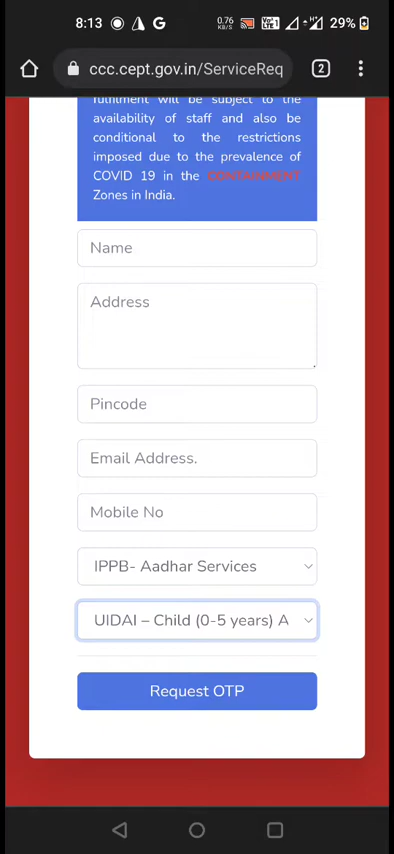 8:13
0.76 KB/S
29%
ccc.cept.gov.in/ServiceReq
2
fulfilment will be subject to the
availability of staff and also be
conditional to the restrictions
imposed due to the prevalence of
COVID 19 in the CONTAINMENT
Zones in India.
Name
Address
Pincode
Email Address.
Mobile No
IPPB- Aadhar Services
UIDAI – Child (0-5 years) A
Request OTP